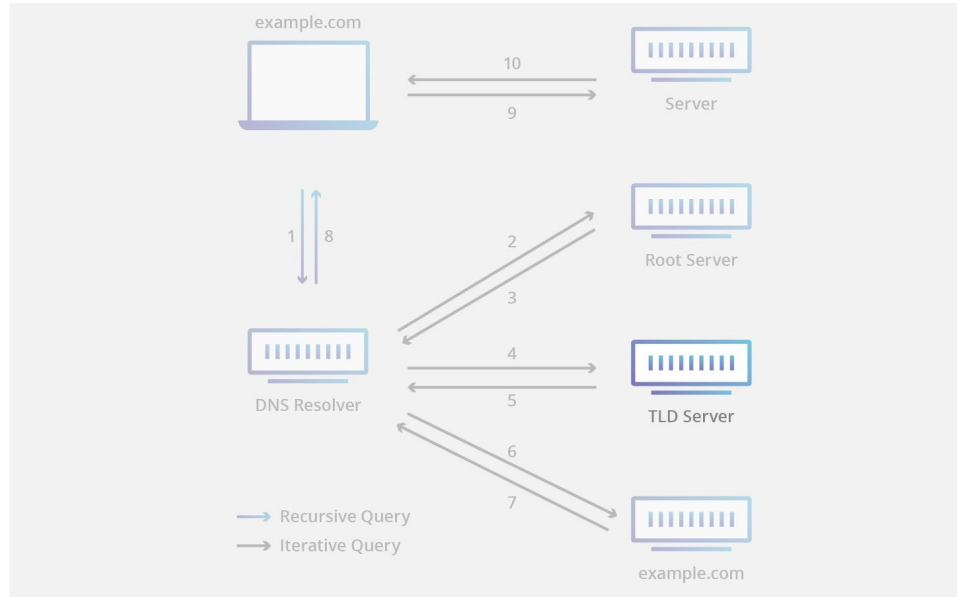 example.com
10
9
Server
1
8
2
Root Server
3
4
DNS Resolver
5
TLD Server
6
7
Recursive Query
Iterative Query
example.com